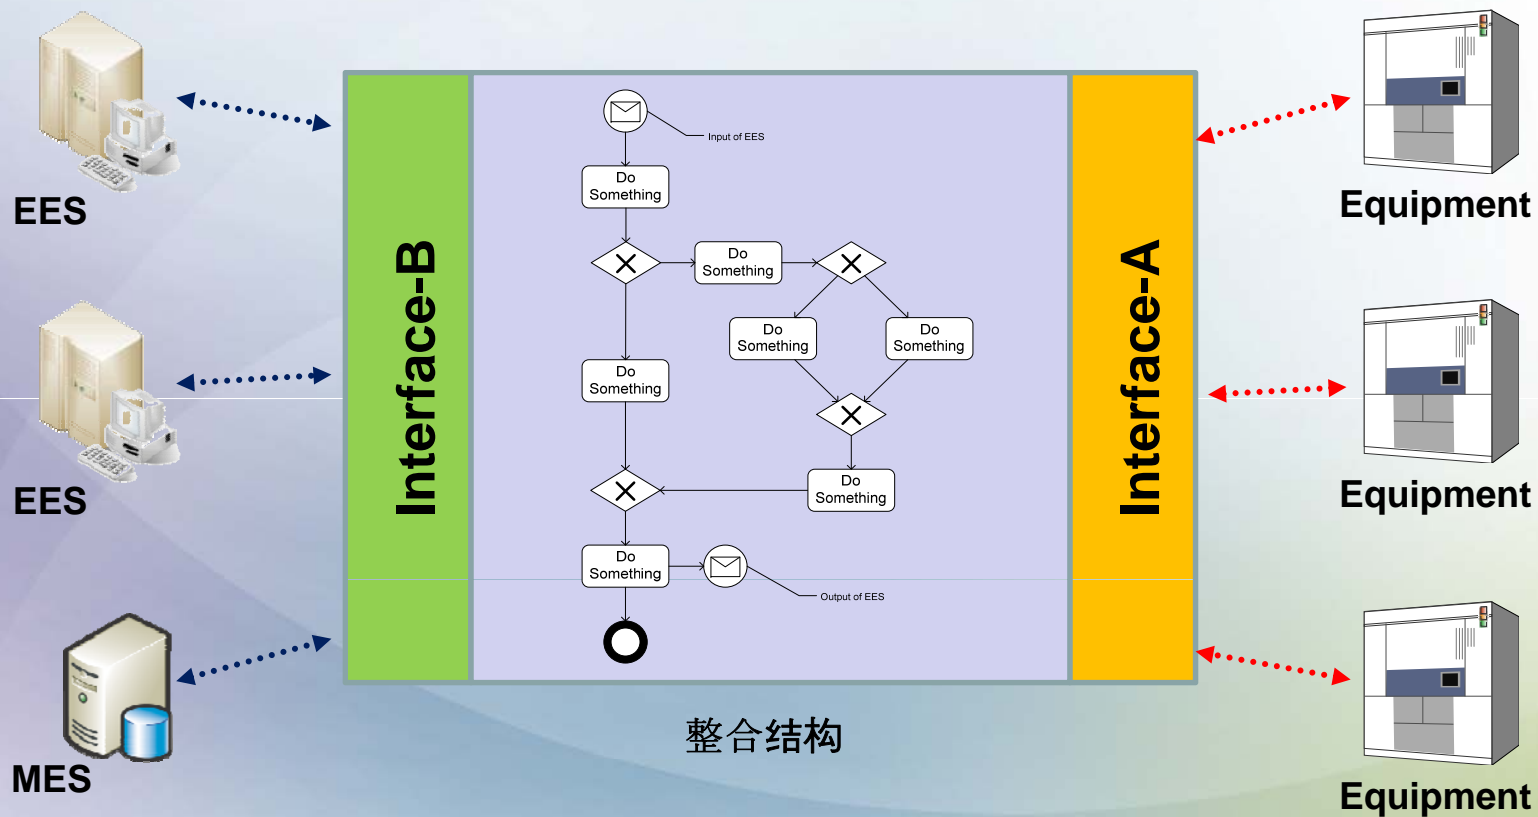 EES
EES
MES
Interface-B
Input of EES
Do
Something
Do
Something
Do
Something
Do
Something
Do
Something
Do
Something
Do
Something
Output of EES
Interface-A
Equipment
Equipment
Equipment
整合结构